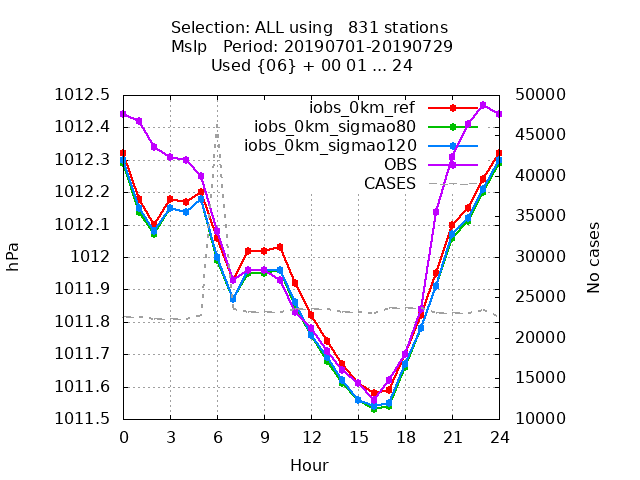 Selection: ALL using   831 stations
Mslp   Period: 20190701-20190729
Used {06} + 00 01 ... 24
iobs_0km_ref
iobs_0km_sigmao80
iobs_0km_sigmao120
OBS
CASES
hPa
1012.5
1012.4
1012.3
1012.2
1012.1
1012
1011.9
1011.8
1011.7
1011.6
1011.5
50000
45000
40000
35000
30000
25000
20000
15000
10000
No cases
0 3 6 9 12 15 18 21 24
Hour